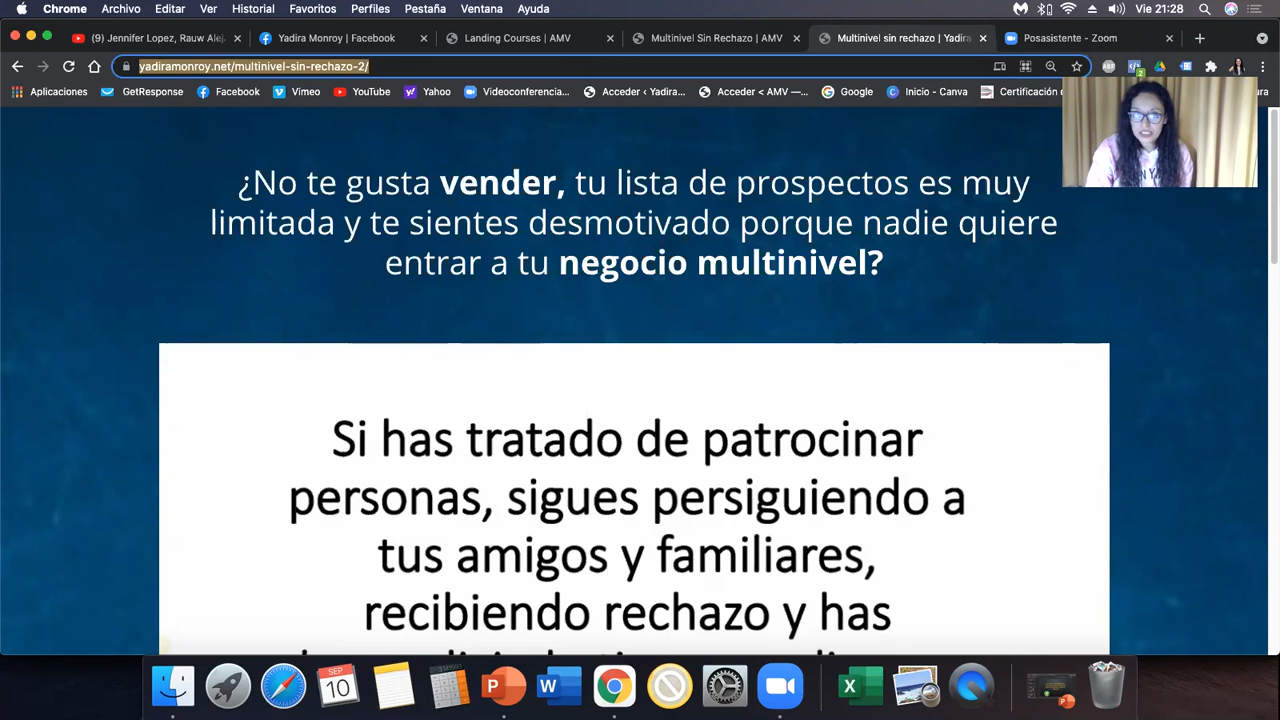 Chrome Archivo Editar Ver Historial Favoritos Perfiles Pestaña Ventana Ayuda Vie 21:28
(9) Jennifer Lopez, Rauw Alej Yadira Monroy | Facebook Landing Courses | AMV Multinivel Sin Rechazo | AMV Multinivel sin rechazo | Yadira Posasistente - Zoom
yadiramonroy.net/multinivel-sin-rechazo-2/ 2
Aplicaciones GetResponse Facebook Vimeo YouTube Yahoo Videoconferencia... Acceder ‹ Yadira... Acceder < AMV —... Google Inicio - Canva Certificación
¿No te gusta vender, tu lista de prospectos es muy
limitada y te sientes desmotivado porque nadie quiere
entrar a tu negocio multinivel?
Si has tratado de patrocinar
personas, sigues persiguiendo a
tus amigos y familiares,
recibiendo rechazo y has
SEP
10